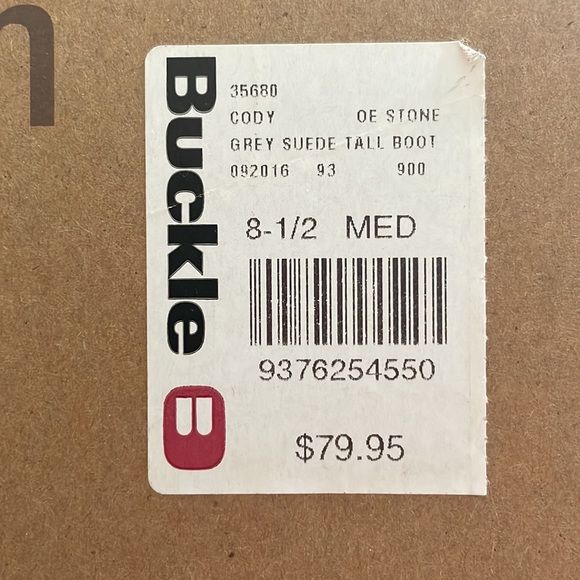 Buckle
35680
CODY OE STONE
GREY SUEDE TALL BOOT
092016 93 900
8-1/2 MED
9376254550
B
$79.95